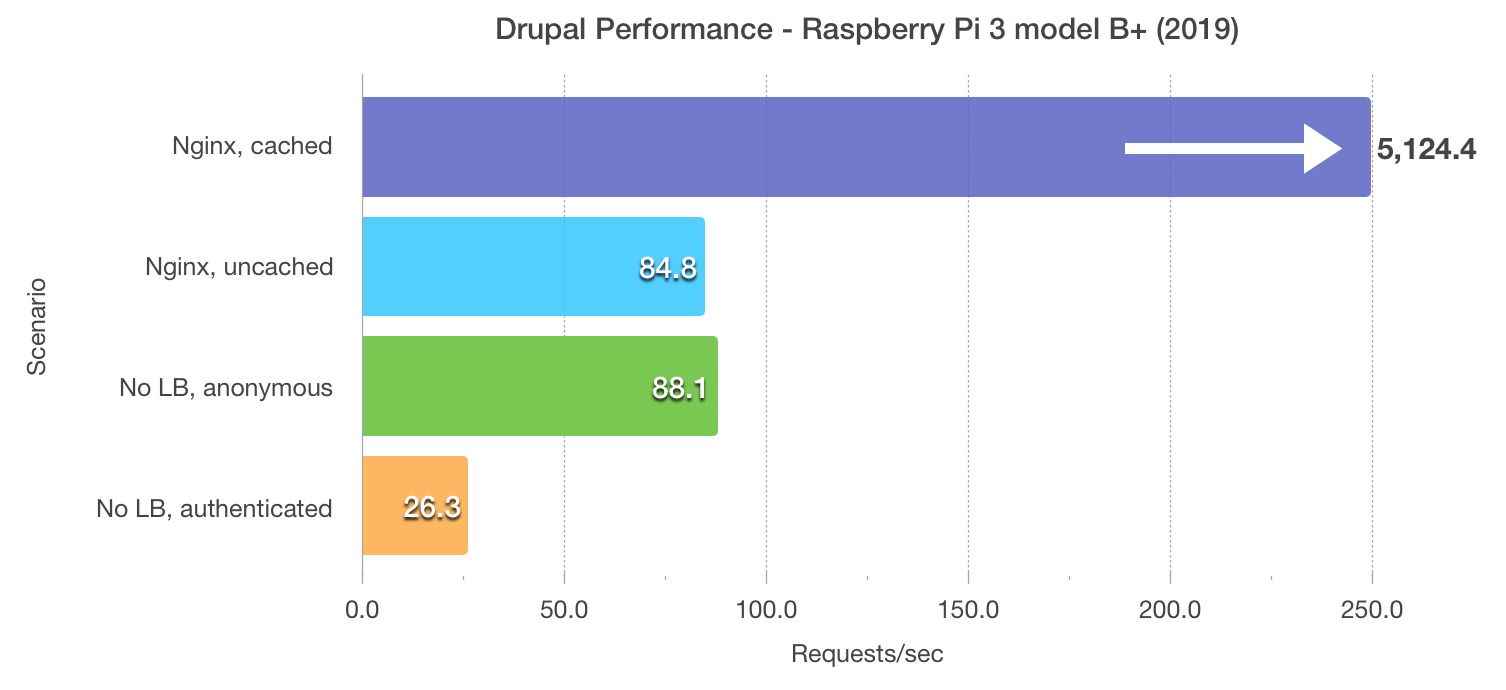 Drupal Performance - Raspberry Pi 3 model B+ (2019)
Nginx, cached
5,124.4
Nginx, uncached
84.8
No LB, anonymous
88.1
No LB, authenticated
26.3
Scenario
0.0 50.0 100.0 150.0 200.0 250.0
Requests/sec